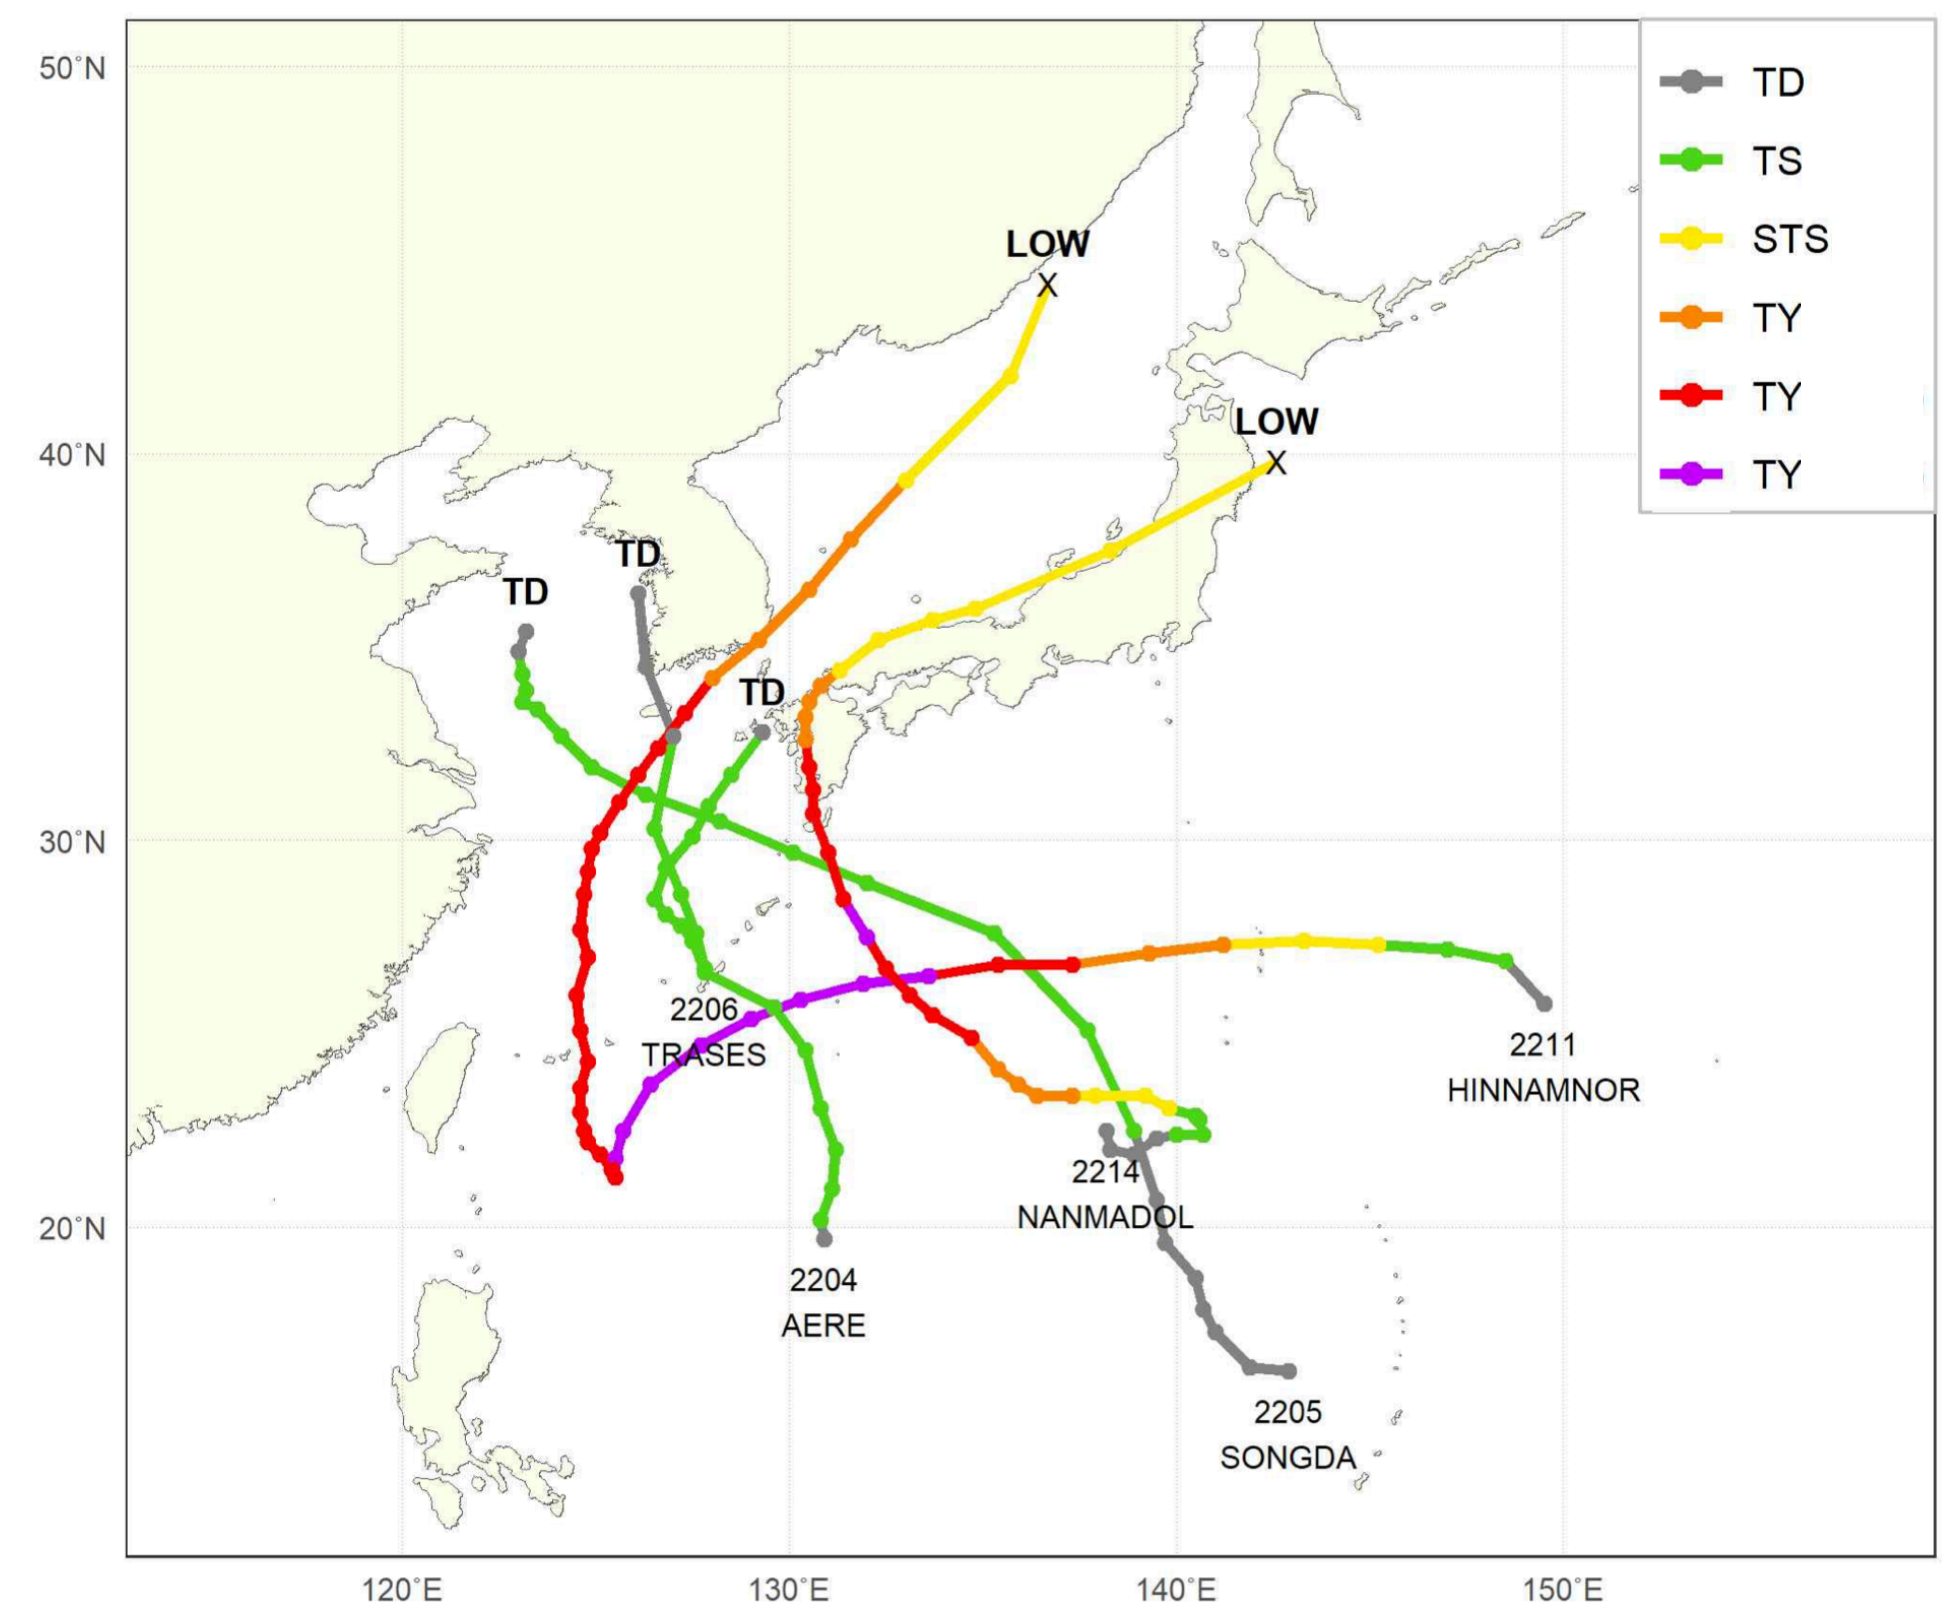 50°N
40°N
30°N
20°N
120°E
130°E
140°E
150°E
TD
TS
STS
TY
TY
TY
LOW
X
LOW
X
TD
TD
TD
2206
TRASES
2211
HINNAMNOR
2214
NANMADOL
2204
AERE
2205
SONGDA